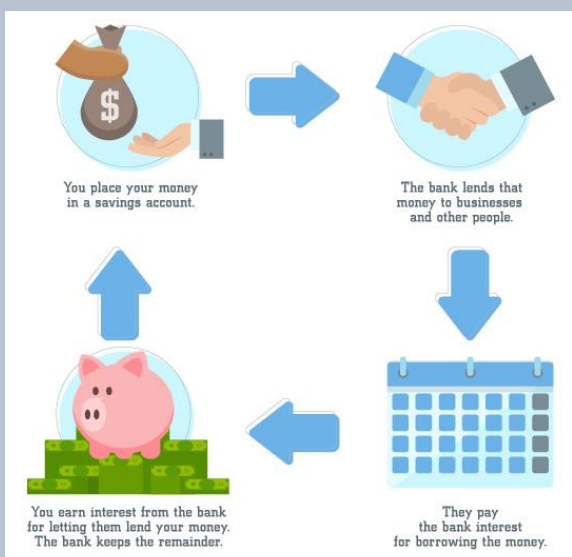 $
You place your money
in a savings account.
The bank lends that
money to businesses
and other people.
They pay
the bank interest
for borrowing the money.
You earn interest from the bank
for letting them lend your money.
The bank keeps the remainder.